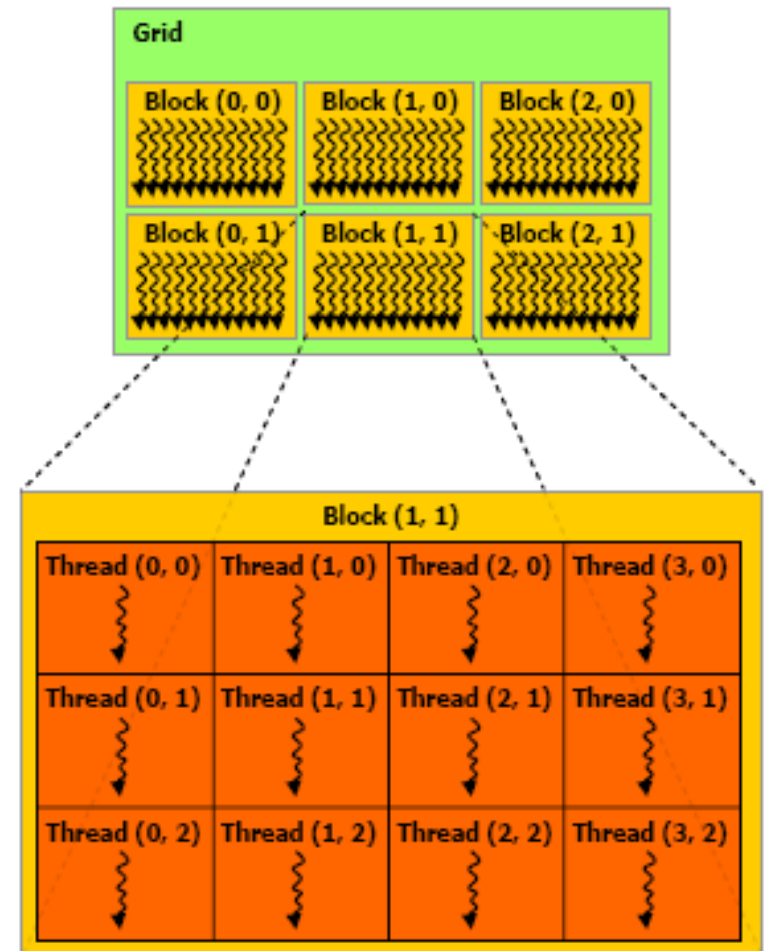 Grid
Block (0, 0) Block (1, 0) Block (2, 0)
Block (0, 1) Block (1, 1) Block (2, 1)
Block (1, 1)
Thread (0, 0) Thread (1, 0) Thread (2, 0) Thread (3, 0)
Thread (0, 1) Thread (1, 1) Thread (2, 1) Thread (3, 1)
Thread (0, 2) Thread (1, 2) Thread (2, 2) Thread (3, 2)